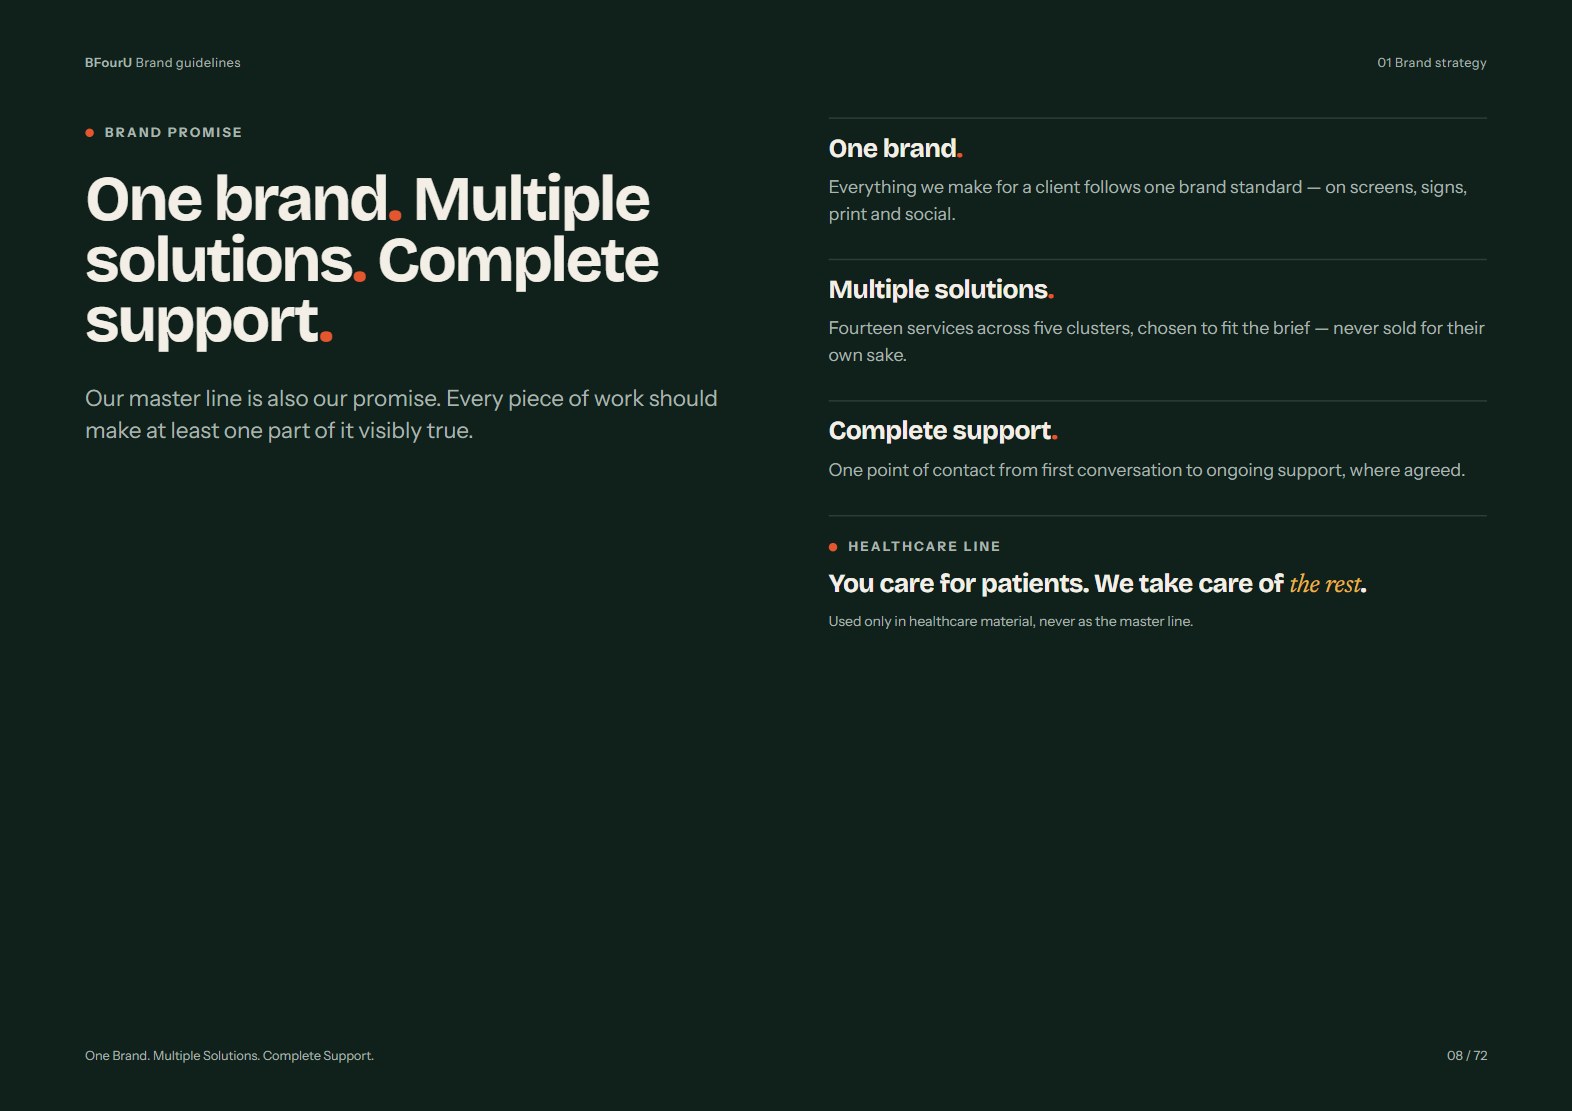 BFourU Brand guidelines
01 Brand strategy
BRAND PROMISE
One brand. Multiple
solutions. Complete
support.
Our master line is also our promise. Every piece of work should
make at least one part of it visibly true.
One brand.
Everything we make for a client follows one brand standard — on screens, signs,
print and social.
Multiple solutions.
Fourteen services across five clusters, chosen to fit the brief — never sold for their
own sake.
Complete support.
One point of contact from first conversation to ongoing support, where agreed.
HEALTHCARE LINE
You care for patients. We take care of the rest.
Used only in healthcare material, never as the master line.
One Brand. Multiple Solutions. Complete Support.
08 / 72